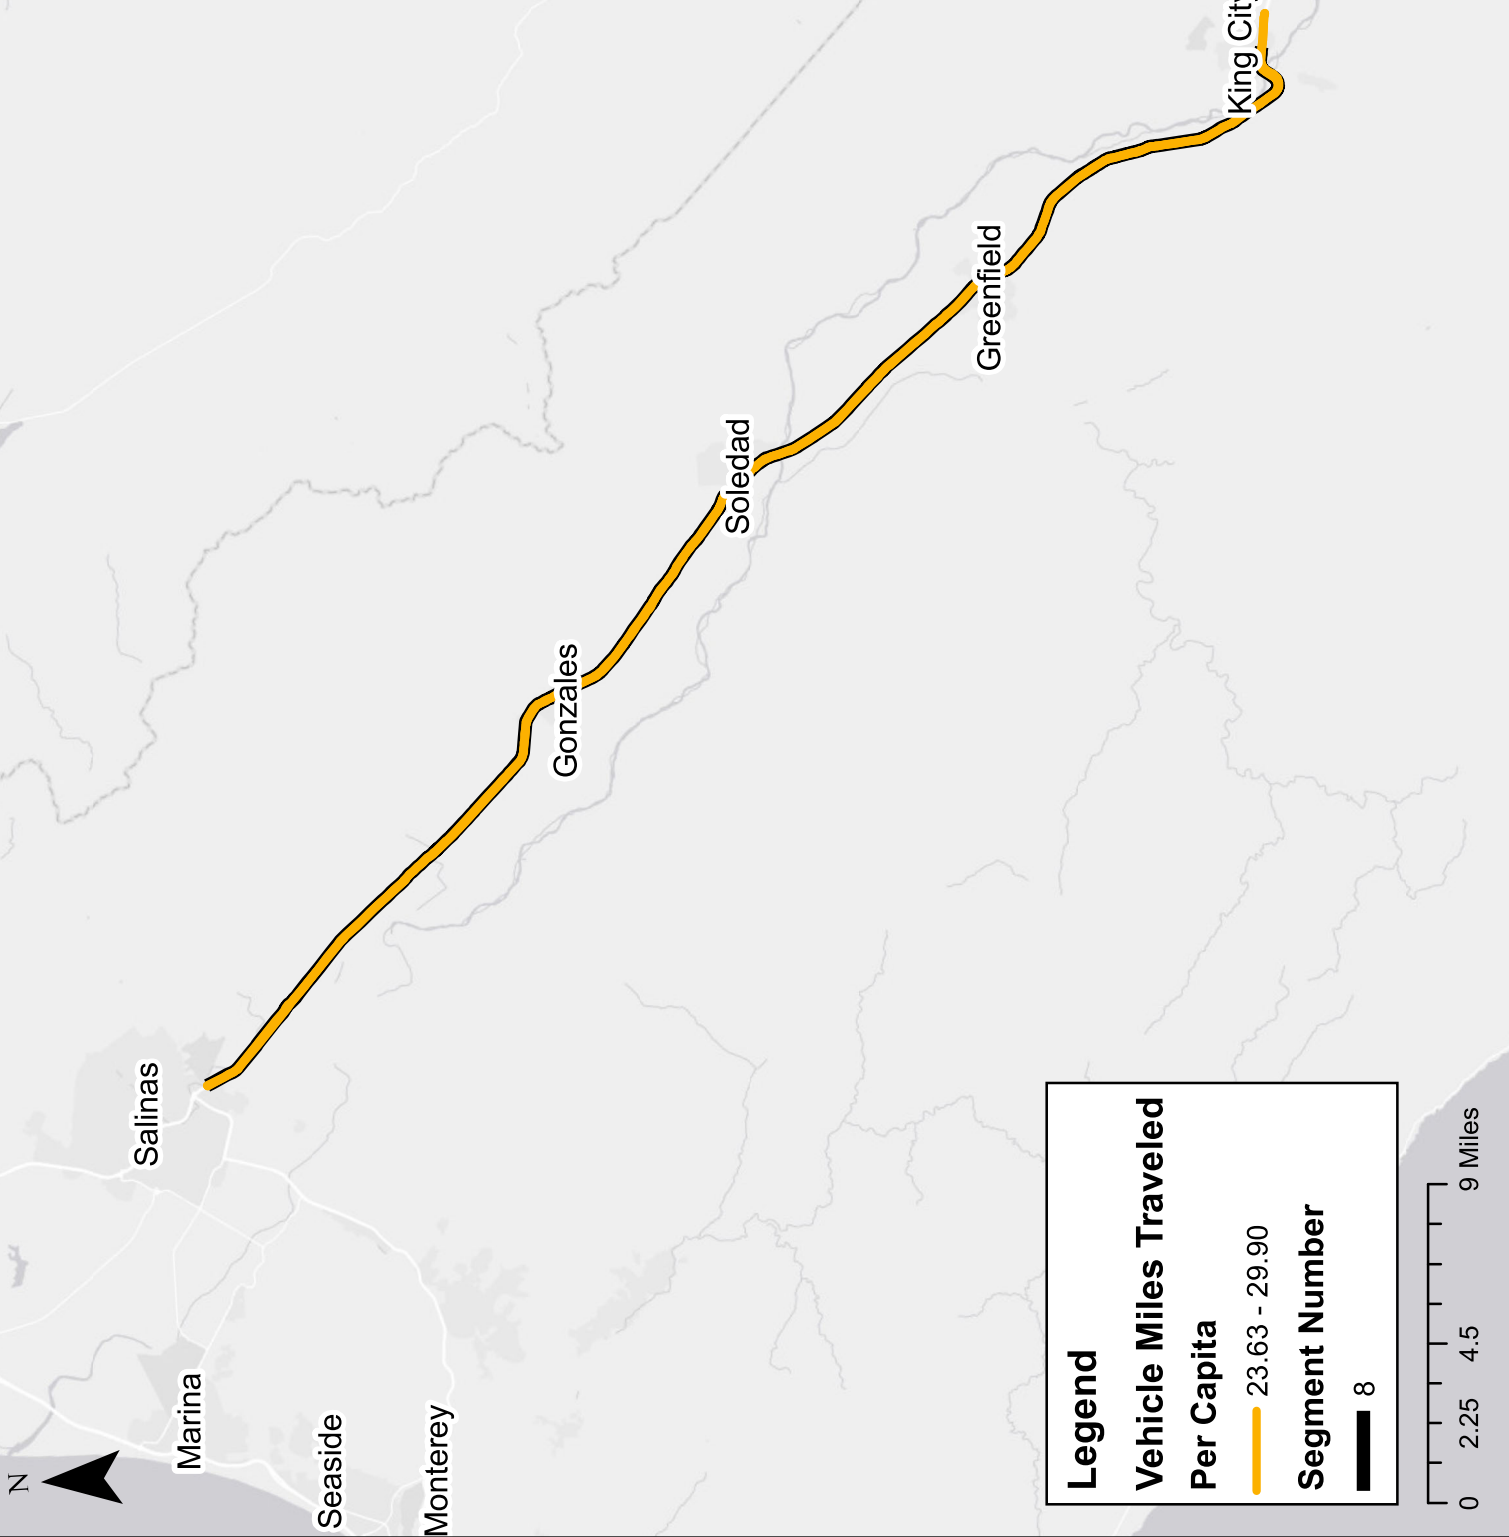 N
Salinas
Marina
Seaside
Monterey
Gonzales
Soledad
Greenfield
King City
Legend
Vehicle Miles Traveled
Per Capita
23.63 - 29.90
Segment Number
8
0 2.25 4.5 9 Miles